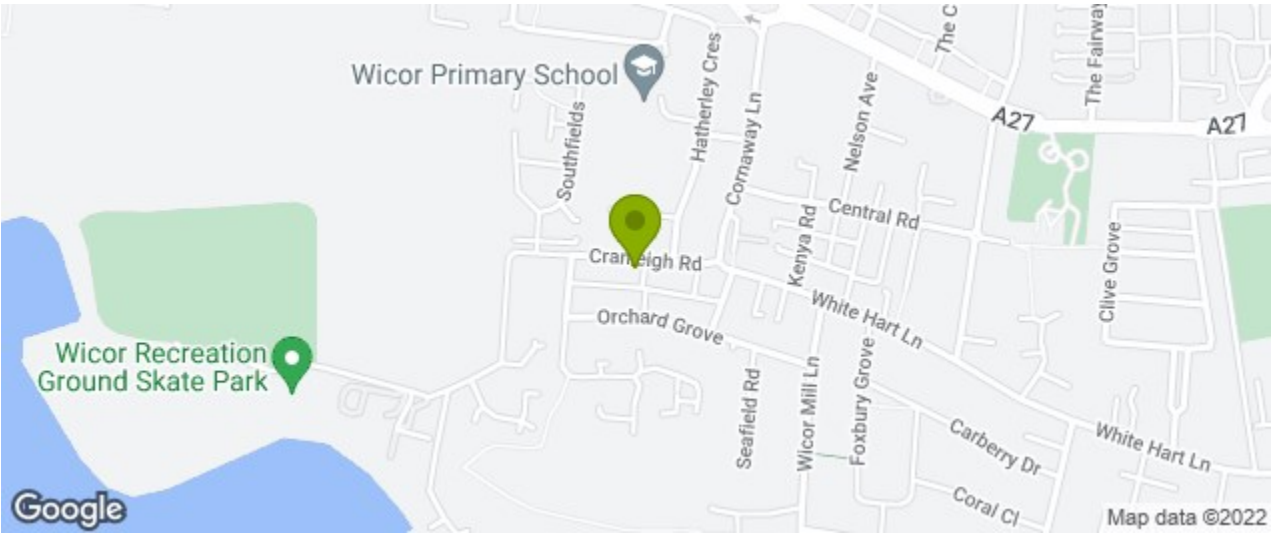 The C
The Fairway
Wicor Primary School
Hatherley Cres
Cornaway Ln
Nelson Ave
A27
A27
Southfields
Central Rd
Kenya Rd
Cranleigh Rd
Clive Grove
White Hart Ln
Orchard Grove
Wicor Recreation
Ground Skate Park
Seafield Rd
Wicor Mill Ln
Foxbury Grove
Carberry Dr
White Hart Ln
Coral Cl
Google
Map data ©2022